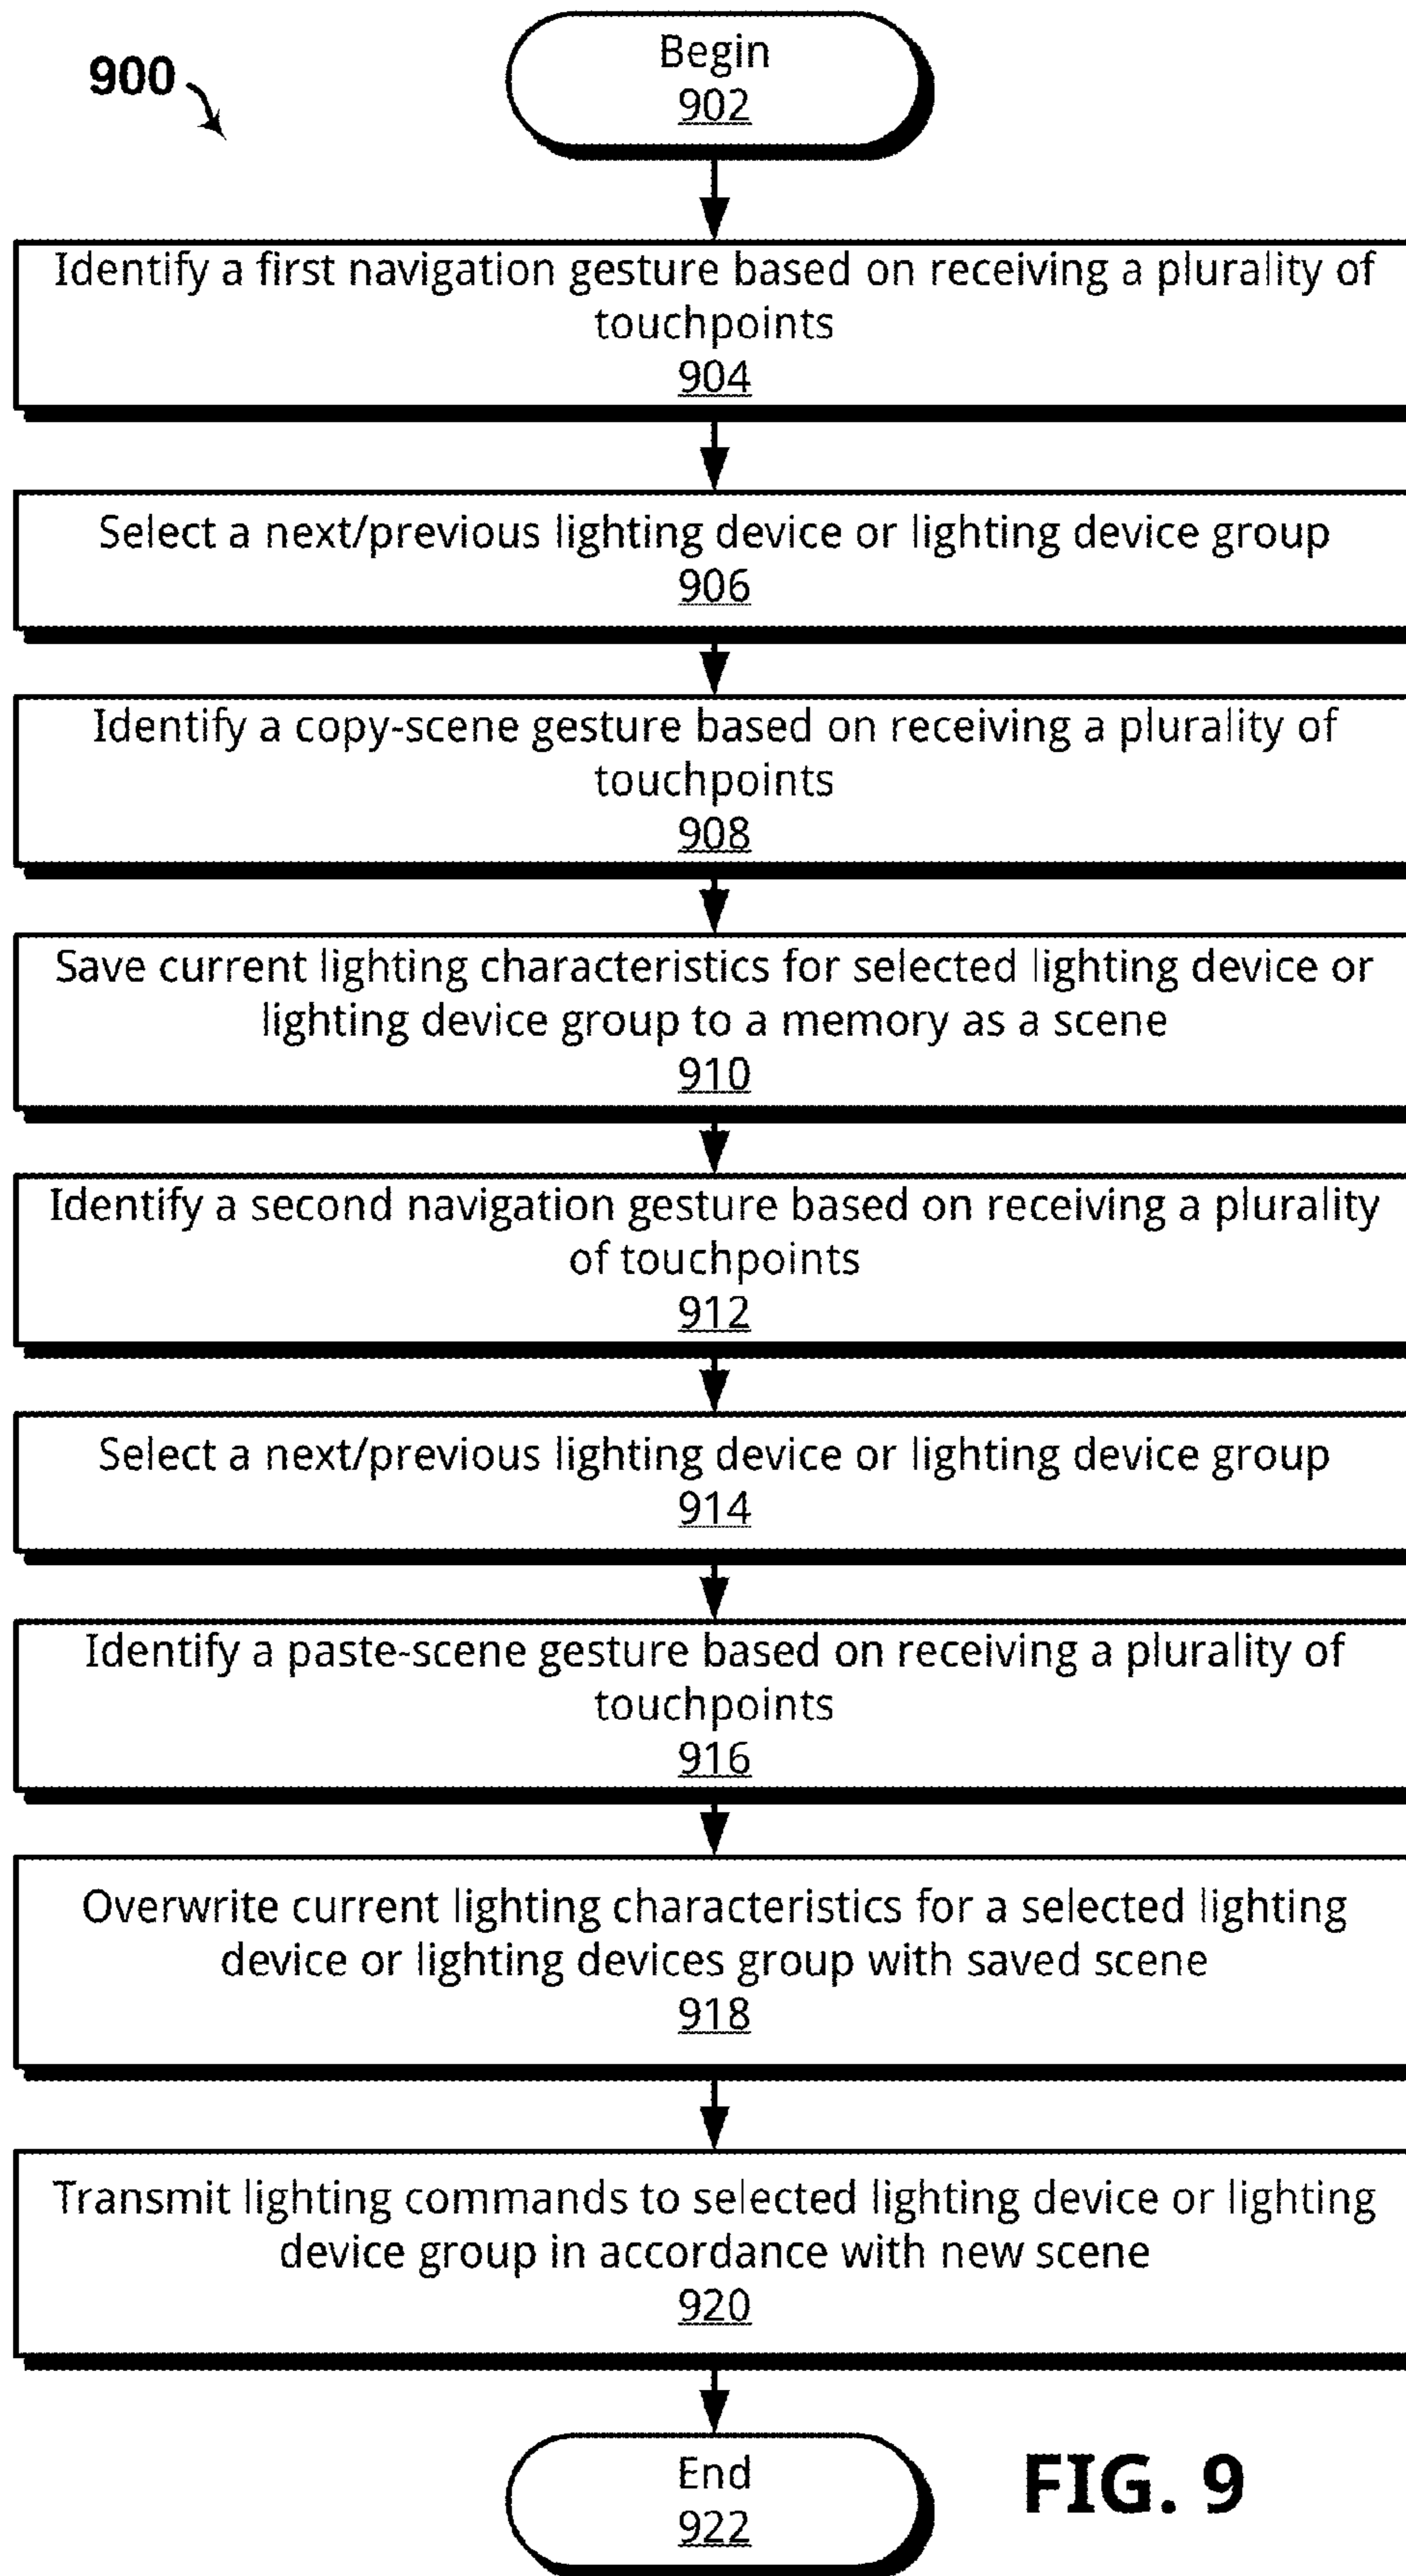 900
Begin
902
Identify a first navigation gesture based on receiving a plurality of
touchpoints
904
Select a next/previous lighting device or lighting device group
906
Identify a copy-scene gesture based on receiving a plurality of
touchpoints
908
Save current lighting characteristics for selected lighting device or
lighting device group to a memory as a scene
910
Identify a second navigation gesture based on receiving a plurality
of touchpoints
912
Select a next/previous lighting device or lighting device group
914
Identify a paste-scene gesture based on receiving a plurality of
touchpoints
916
Overwrite current lighting characteristics for a selected lighting
device or lighting devices group with saved scene
918
Transmit lighting commands to selected lighting device or lighting
device group in accordance with new scene
920
End
922
FIG. 9